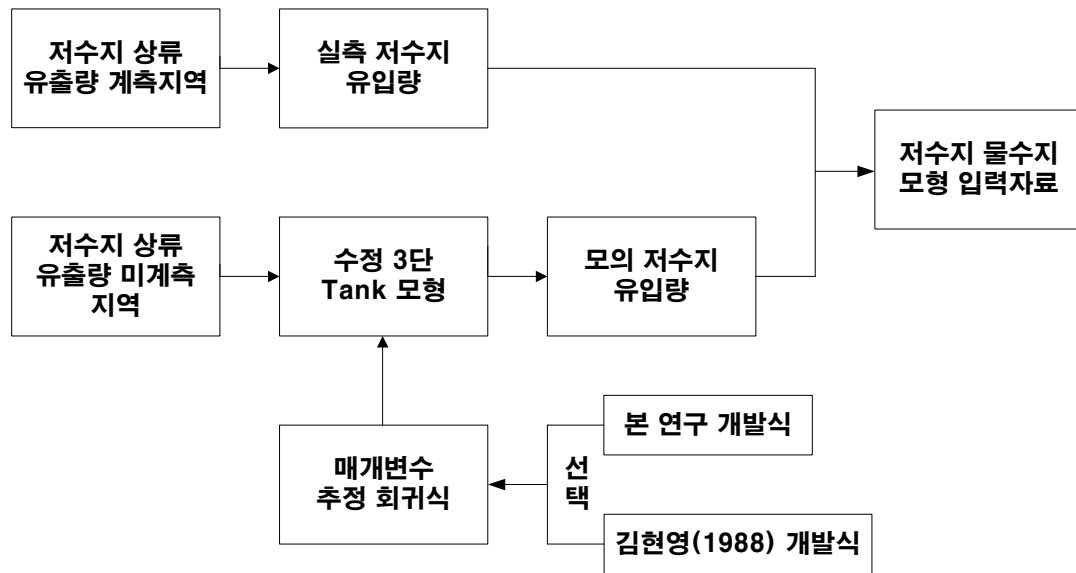 저수지 상류
유출량 계측지역
실측 저수지
유입량
저수지 물수지
모형 입력자료
저수지 상류
유출량 미계측
지역
수정 3단
Tank 모형
모의 저수지
유입량
매개변수
추정 회귀식
선
택
본 연구 개발식
김현영(1988) 개발식